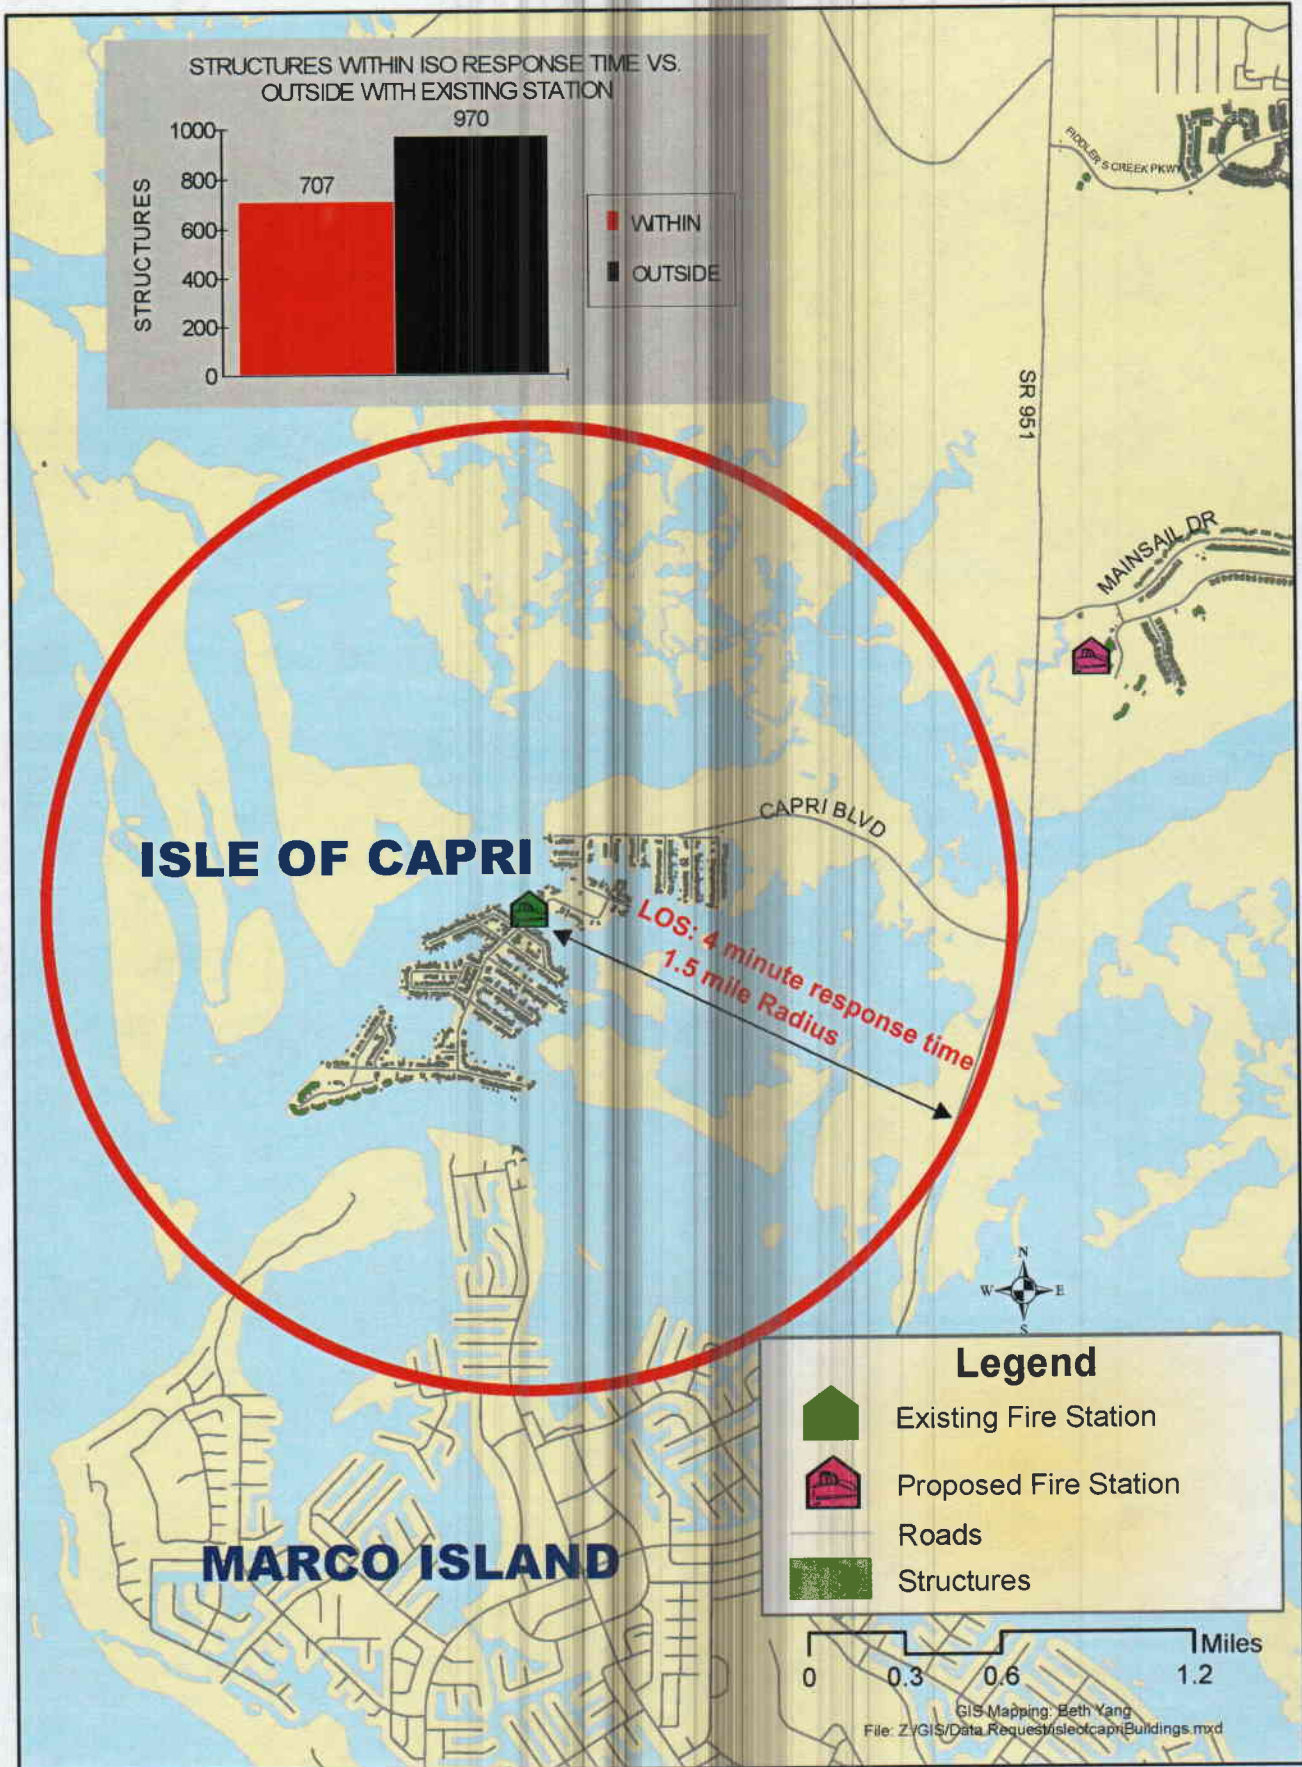 STRUCTURES WITHIN ISO RESPONSE TIME VS.
OUTSIDE WITH EXISTING STATION
STRUCTURES
1000
800
600
400
200
0
707
970
WITHIN
OUTSIDE
FIDDLER'S CREEK PKWY
SR 951
MAINSAIL DR
CAPRI BLVD
ISLE OF CAPRI
LOS: 4 minute response time
1.5 mile Radius
N
W E
S
Legend
Existing Fire Station
Proposed Fire Station
Roads
Structures
MARCO ISLAND
Miles
0 0.3 0.6 1.2
GIS Mapping: Beth Yang
File: Z:/GIS/Data Request/isleofcapriBuildings.mxd